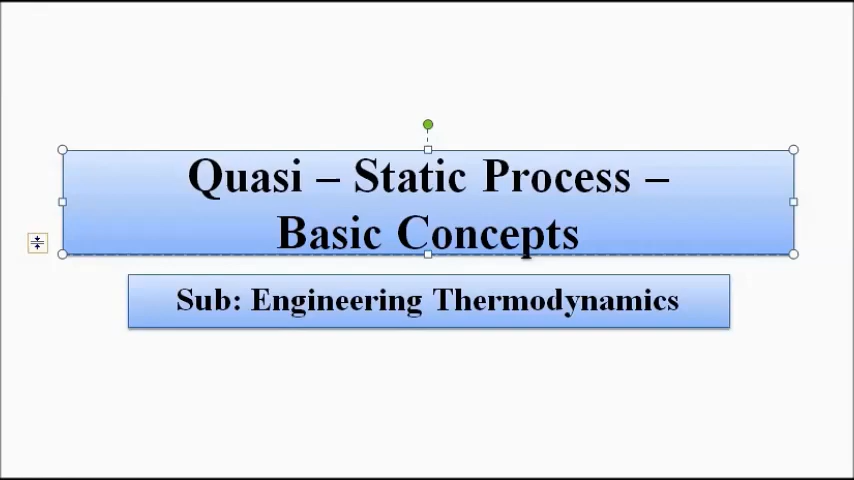 Quasi – Static Process –
Basic Concepts
Sub: Engineering Thermodynamics